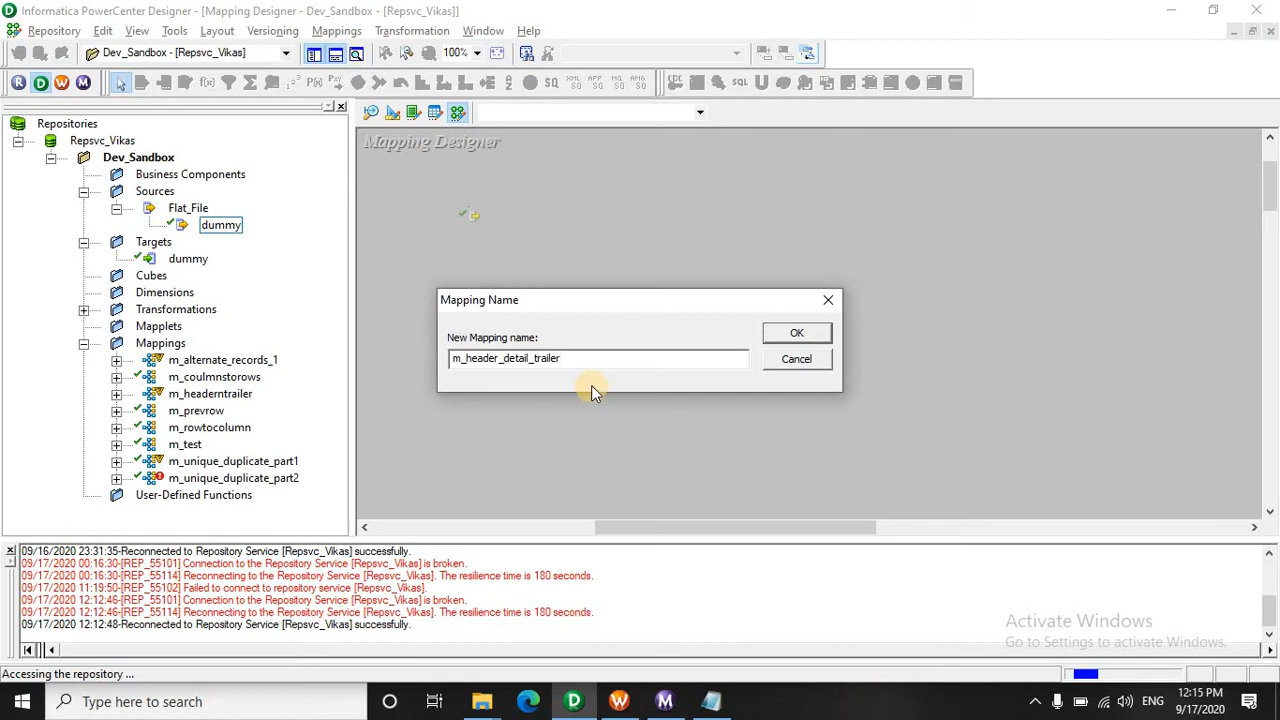 Informatica PowerCenter Designer - [Mapping Designer - Dev_Sandbox - [Repsvc_Vikas]]
Repository Edit View Tools Layout Versioning Mappings Transformation Window Help
Dev_Sandbox - [Repsvc_Vikas] 100%
Repositories
Repsvc_Vikas
Dev_Sandbox
Business Components
Sources
Flat_File
dummy
Targets
dummy
Cubes
Dimensions
Transformations
Mapplets
Mappings
m_alternate_records_1
m_coulmnstorows
m_headerntrailer
m_prevrow
m_rowtocolumn
m_test
m_unique_duplicate_part1
m_unique_duplicate_part2
User-Defined Functions
Mapping Designer
Mapping Name
New Mapping name:
m_header_detail_trailer
OK
Cancel
09/16/2020 23:31:35-Reconnected to Repository Service [Repsvc_Vikas] successfully.
09/17/2020 00:16:30-[REP_55101] Connection to the Repository Service [Repsvc_Vikas] is broken.
09/17/2020 00:16:30-[REP_55114] Reconnecting to the Repository Service [Repsvc_Vikas]. The resilience time is 180 seconds.
09/17/2020 11:19:50-[REP_55102] Failed to connect to repository service [Repsvc_Vikas].
09/17/2020 12:12:46-[REP_55101] Connection to the Repository Service [Repsvc_Vikas] is broken.
09/17/2020 12:12:46-[REP_55114] Reconnecting to the Repository Service [Repsvc_Vikas]. The resilience time is 180 seconds.
09/17/2020 12:12:48-Reconnected to Repository Service [Repsvc_Vikas] successfully.
Activate Windows
Go to Settings to activate Windows.
Accessing the repository ...
Type here to search
ENG
12:15 PM
9/17/2020